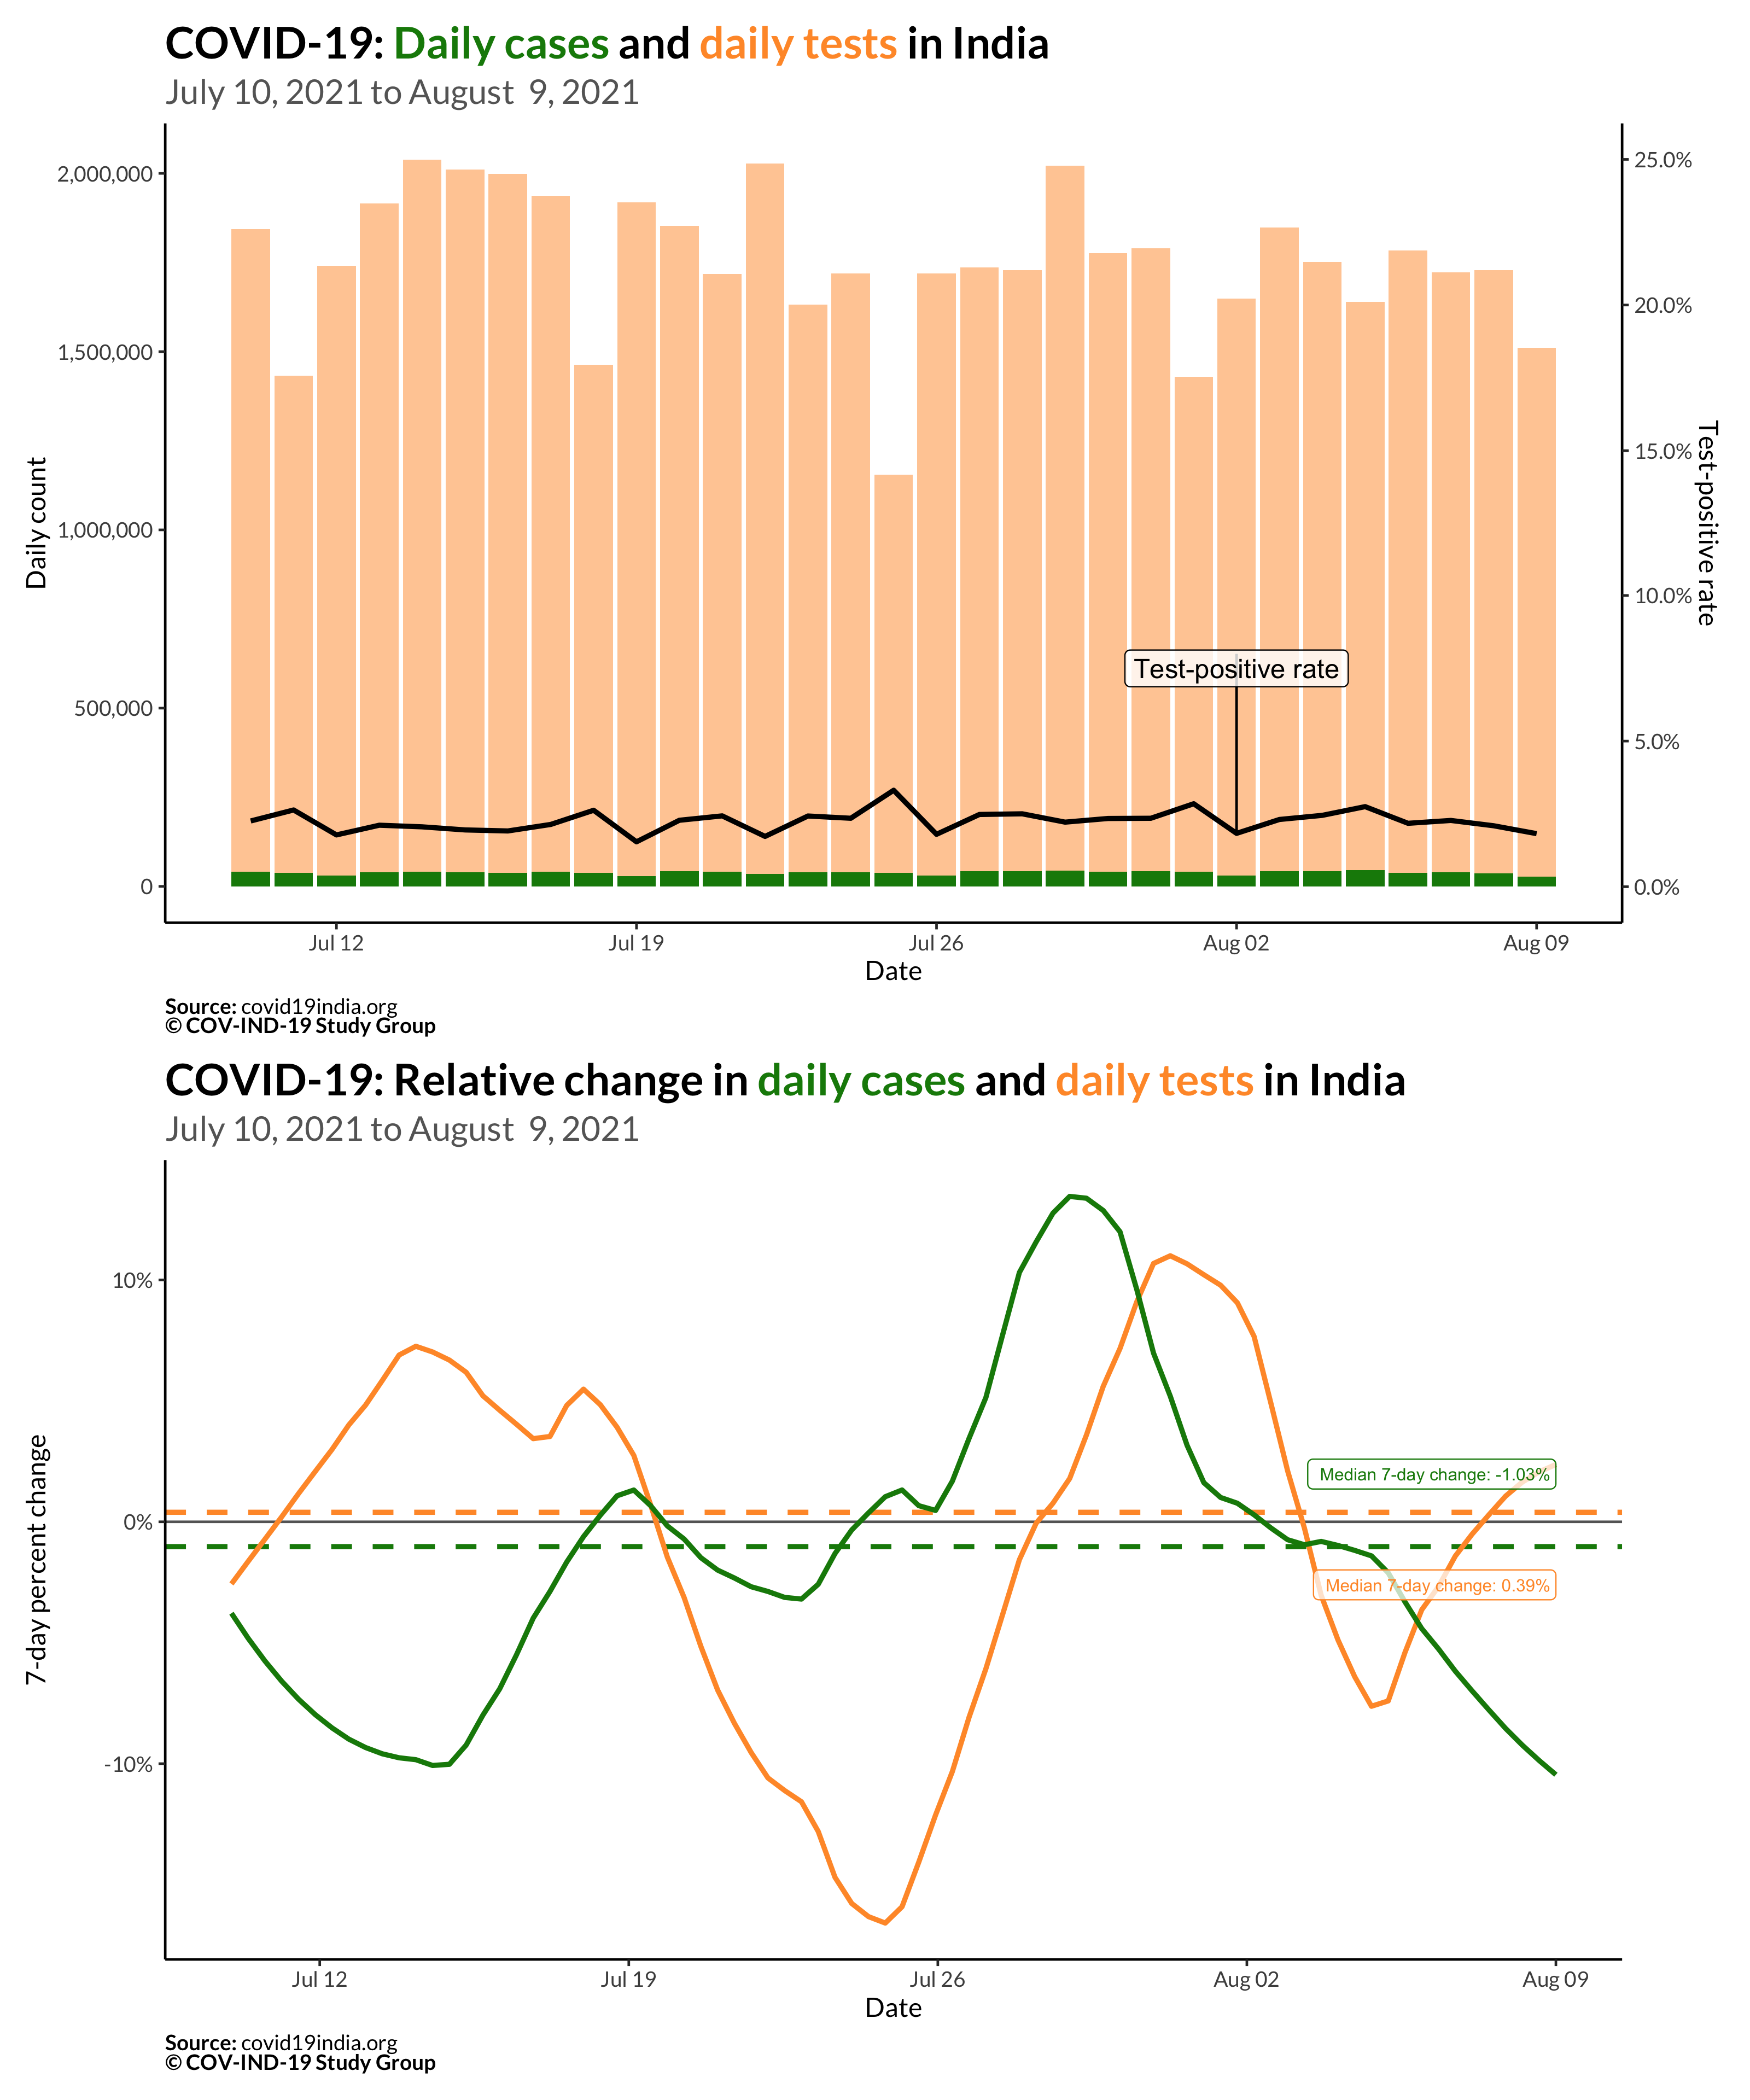 COVID-19: Daily cases and daily tests in India
July 10, 2021 to August  9, 2021
2,000,000
1,500,000
1,000,000
500,000
0
Daily count
25.0%
20.0%
15.0%
10.0%
5.0%
0.0%
Test-positive rate
Test-positive rate
Jul 12
Jul 19
Jul 26
Aug 02
Aug 09
Date
Source: covid19india.org
© COV-IND-19 Study Group
COVID-19: Relative change in daily cases and daily tests in India
July 10, 2021 to August  9, 2021
10%
0%
-10%
7-day percent change
Median 7-day change: -1.03%
Median 7-day change: 0.39%
Jul 12
Jul 19
Jul 26
Aug 02
Aug 09
Date
Source: covid19india.org
© COV-IND-19 Study Group